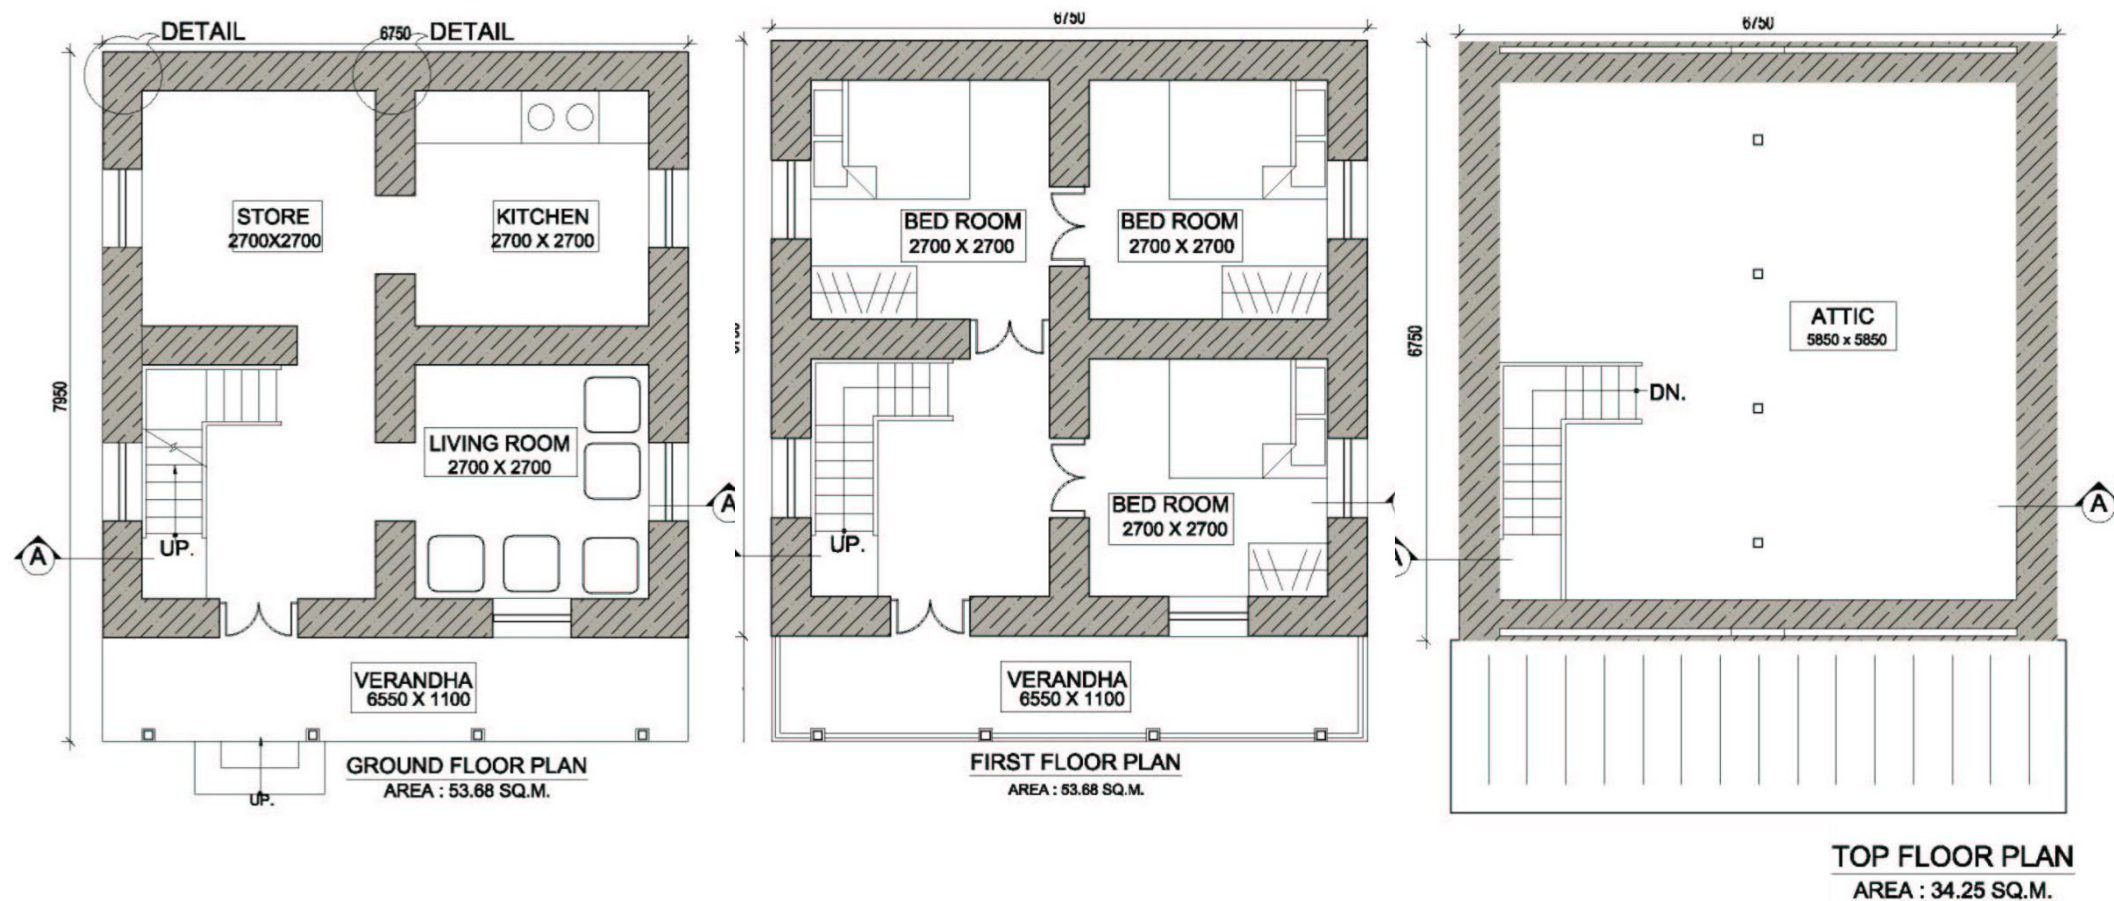 DETAIL
6750
DETAIL
7950
STORE
2700X2700
KITCHEN
2700 X 2700
LIVING ROOM
2700 X 2700
A
A
UP.
VERANDHA
6550 X 1100
UP.
GROUND FLOOR PLAN
AREA : 53.68 SQ.M.
6750
BED ROOM
2700 X 2700
BED ROOM
2700 X 2700
BED ROOM
2700 X 2700
UP.
VERANDHA
6550 X 1100
FIRST FLOOR PLAN
AREA : 53.68 SQ.M.
6750
6750
ATTIC
5850 x 5850
DN.
A
TOP FLOOR PLAN
AREA : 34.25 SQ.M.